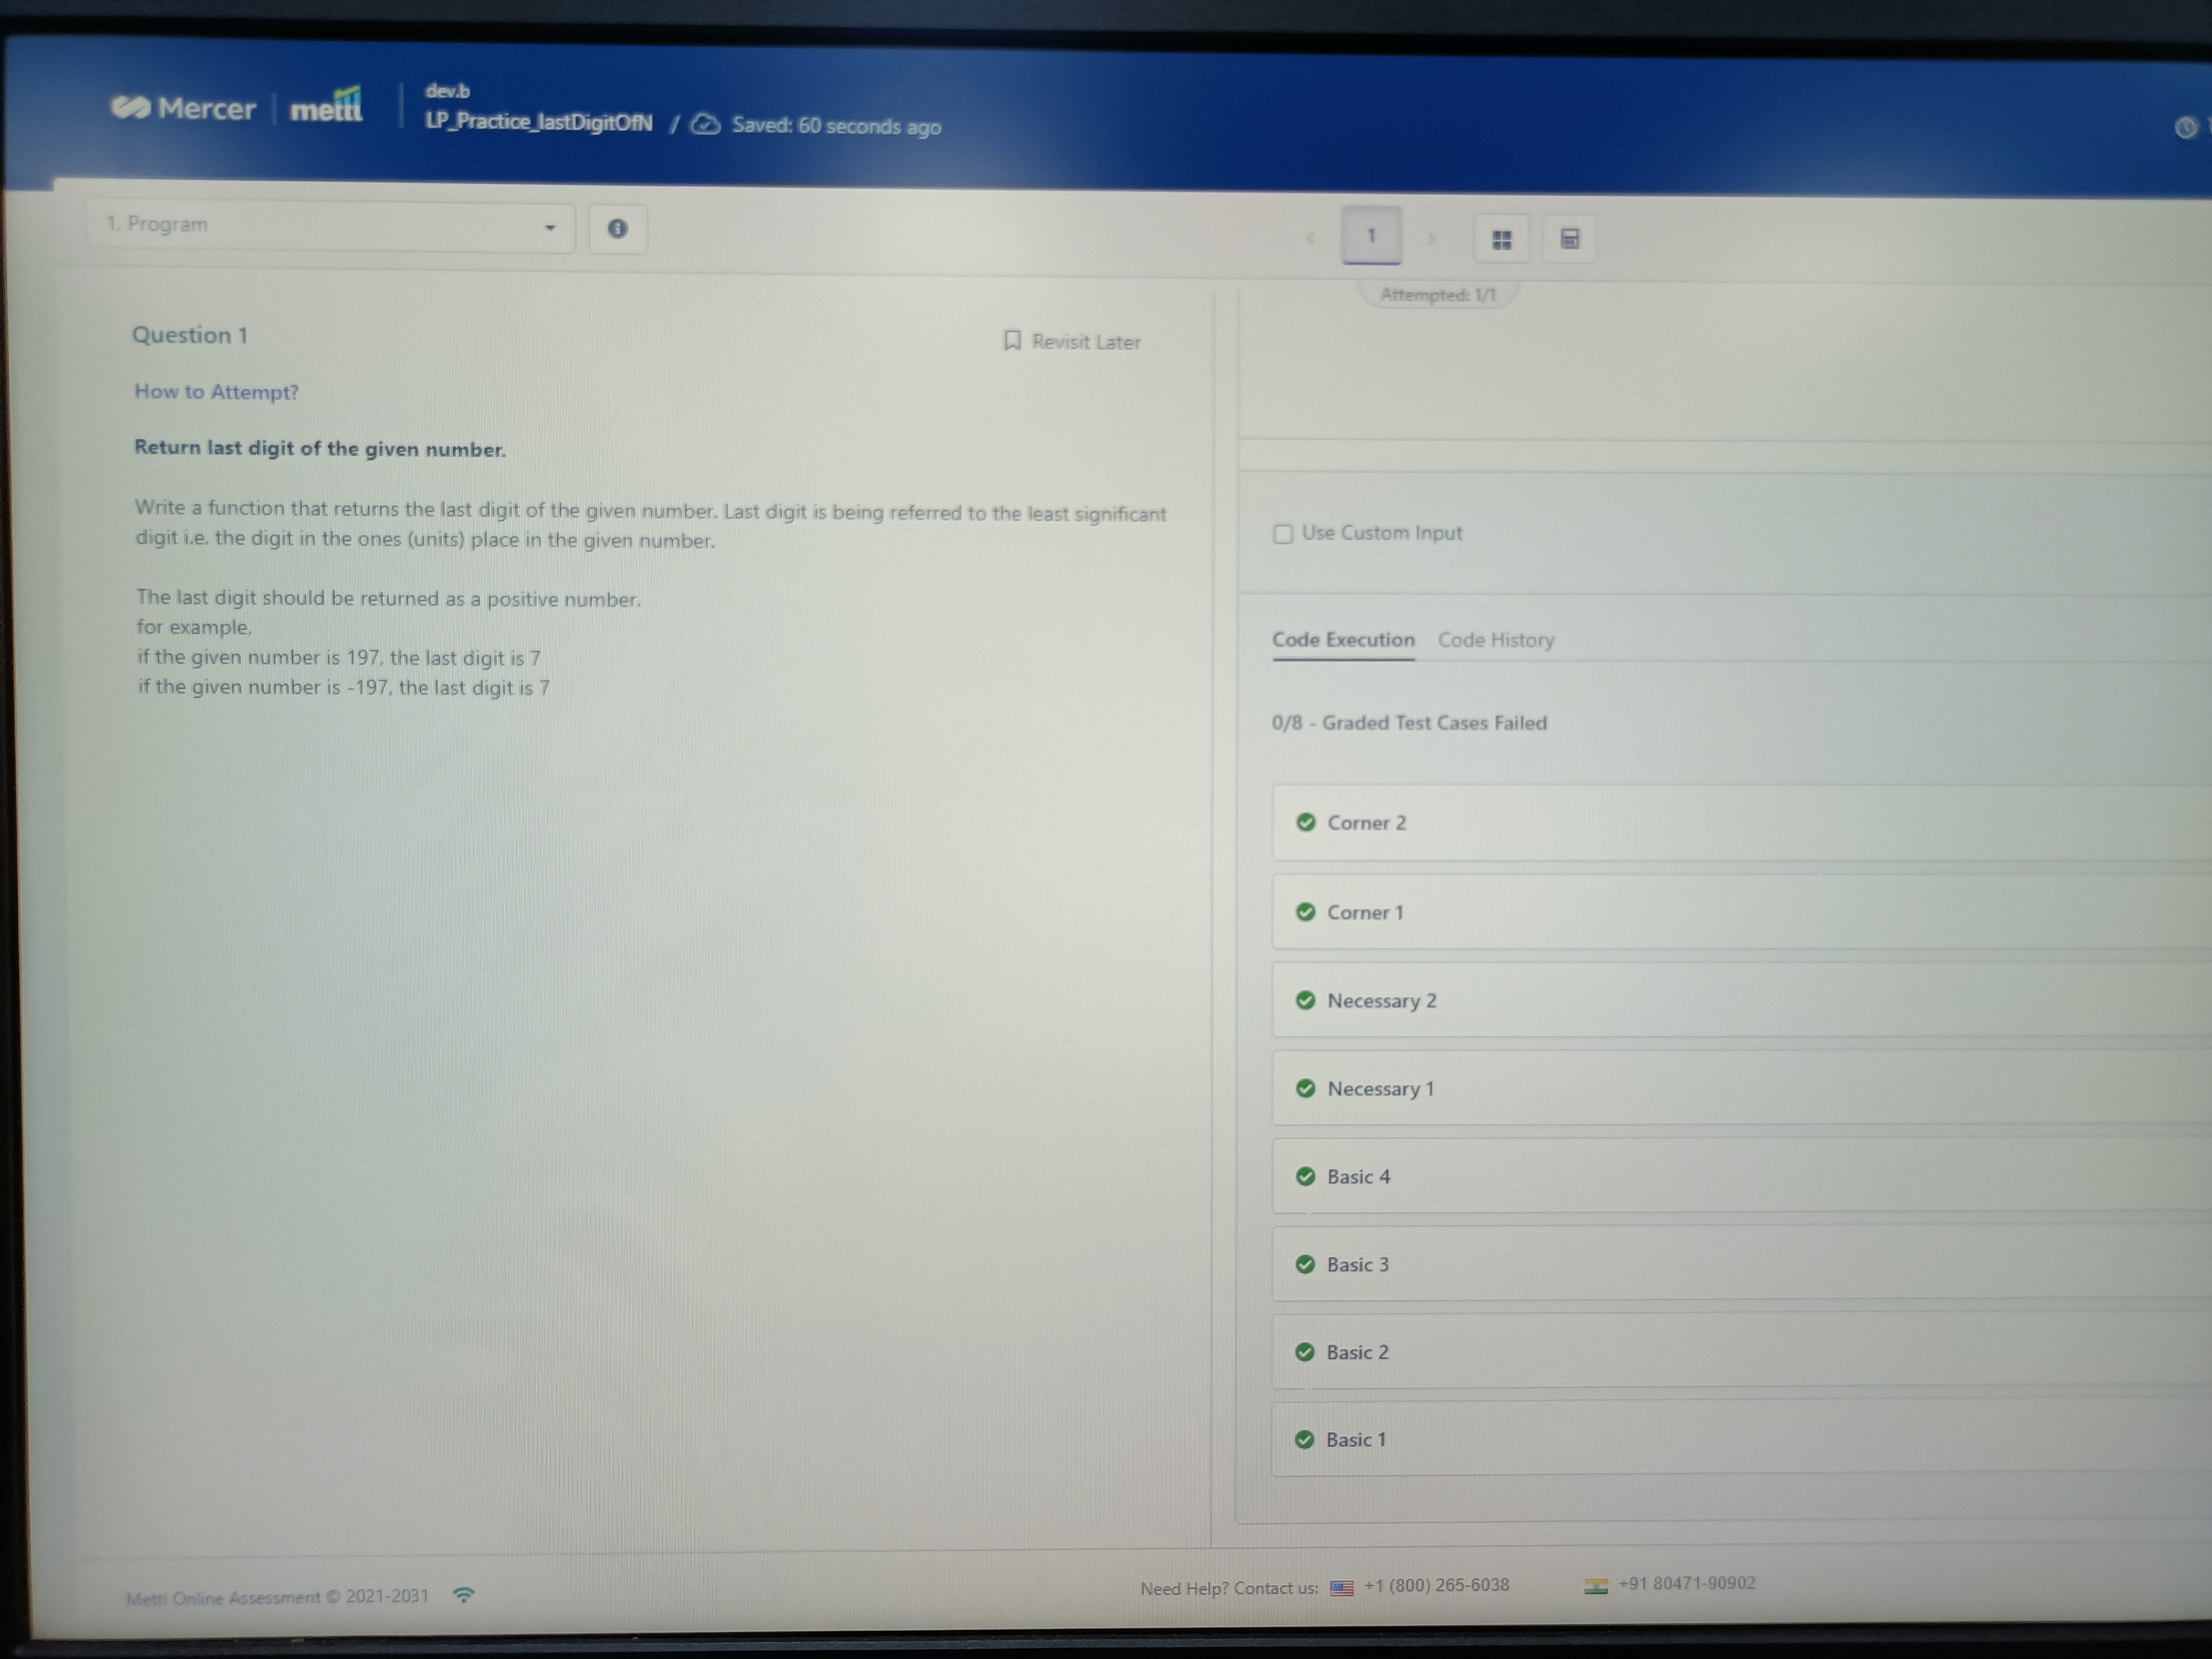 Mercer | mettl
dev.b
LP_Practice_lastDigitOfN / Saved: 60 seconds ago
1. Program
1
Attempted: 1/1
Question 1
Revisit Later
How to Attempt?
Return last digit of the given number.
Write a function that returns the last digit of the given number. Last digit is being referred to the least significant
digit i.e. the digit in the ones (units) place in the given number.
The last digit should be returned as a positive number.
for example,
if the given number is 197, the last digit is 7
if the given number is -197, the last digit is 7
Use Custom Input
Code Execution Code History
0/8 - Graded Test Cases Failed
Corner 2
Corner 1
Necessary 2
Necessary 1
Basic 4
Basic 3
Basic 2
Basic 1
Mettl Online Assessment © 2021-2031
Need Help? Contact us: +1 (800) 265-6038 +91 80471-90902